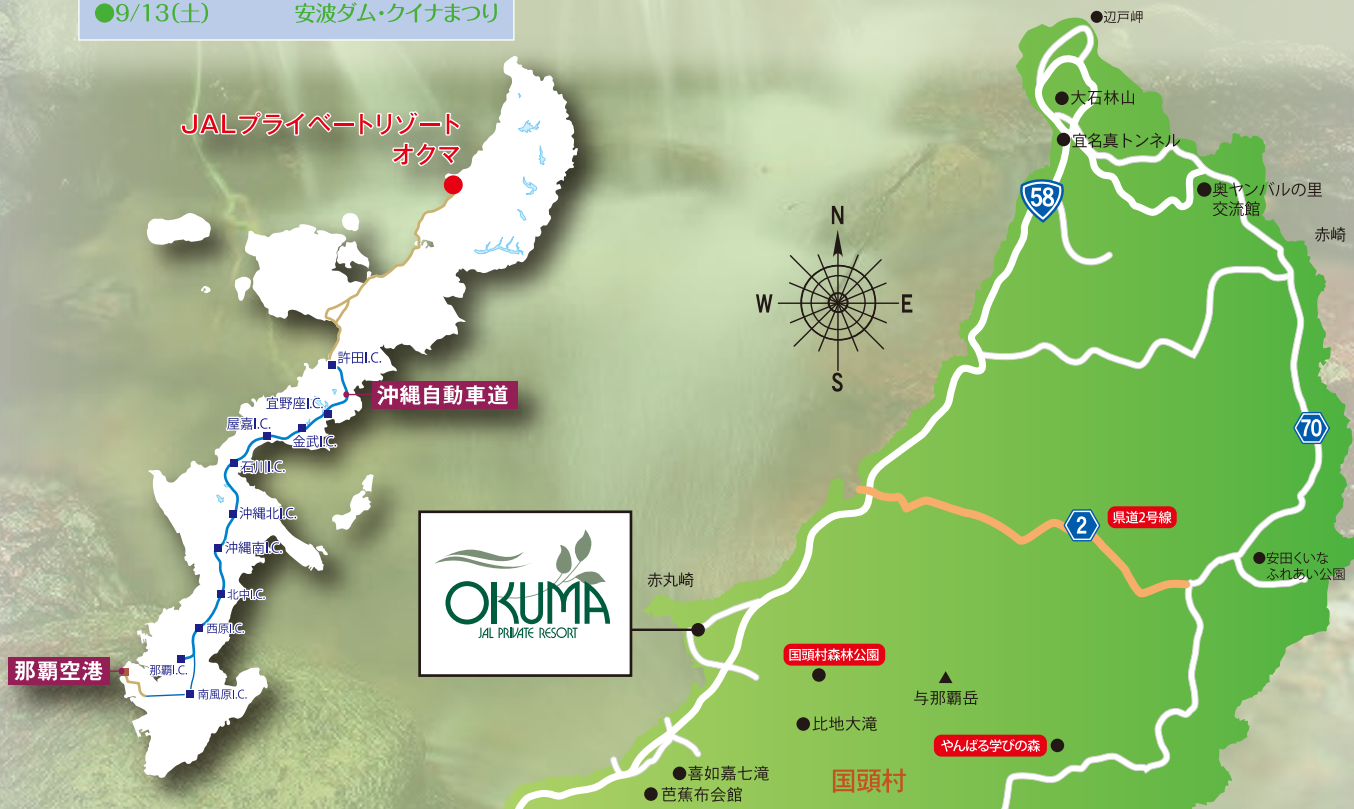 ●9/13(土) 安波ダム・クイナまつり
JALプライベートリゾート
オクマ
許田I.C.
沖縄自動車道
宜野座I.C.
屋嘉I.C.
金武I.C.
石川I.C.
沖縄北I.C.
沖縄南I.C.
北中I.C.
西原I.C.
那覇空港
那覇I.C.
南風原I.C.
N
W
E
S
OKUMA
JAL PRIVATE RESORT
●辺戸岬
●大石林山
●宜名真トンネル
58
●奥ヤンバルの里
交流館
赤崎
70
2
県道2号線
●安田くいな
ふれあい公園
赤丸崎
国頭村森林公園
▲
与那覇岳
●比地大滝
やんばる学びの森
●喜如嘉七滝
●芭蕉布会館
国頭村